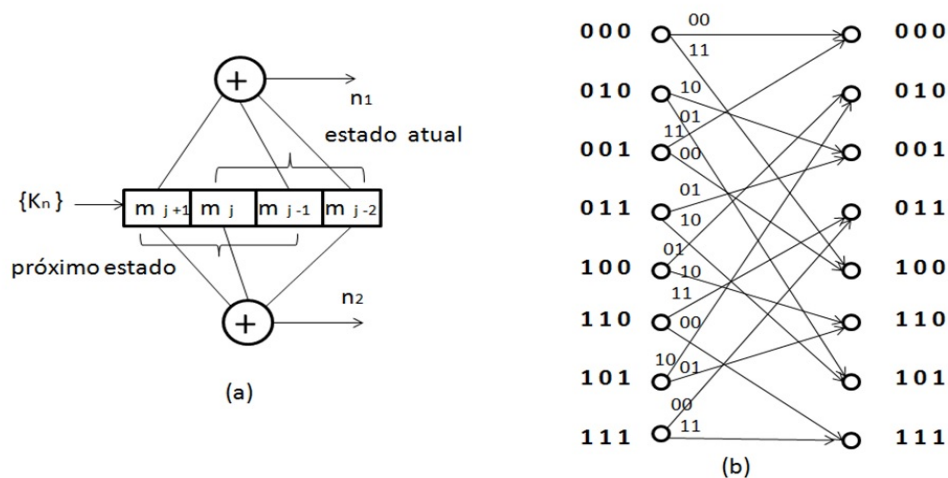 n1
estado atual
{Kn}
m j+1 m j m j-1 m j-2
próximo estado
n2
(a)
000 00 000
11
010 10 010
01
001 11 001
00
011 01 011
10
100 01 100
10
110 11 110
00
101 10 101
01
111 00 111
11
(b)